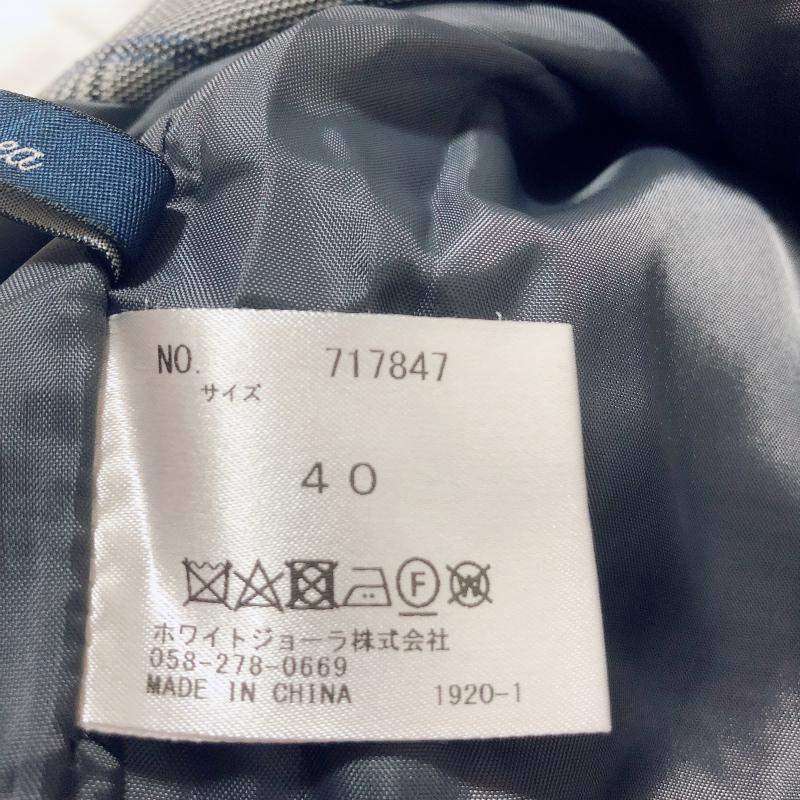 NO. 717847
サイズ
40
F W
ホワイトジョーラ株式会社
058-278-0669
MADE IN CHINA 1920-1